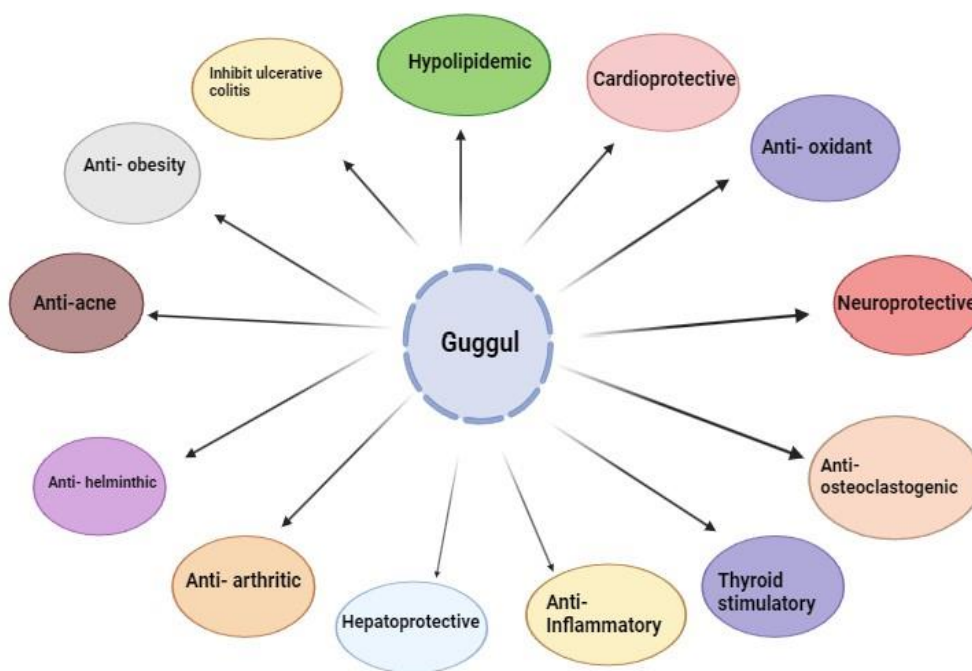 Hypolipidemic
Inhibit ulcerative
colitis
Cardioprotective
Anti- oxidant
Anti- obesity
Anti-acne
Neuroprotective
Guggul
Anti- helminthic
Anti-
osteoclastogenic
Anti- arthritic
Thyroid
stimulatory
Hepatoprotective
Anti-
Inflammatory